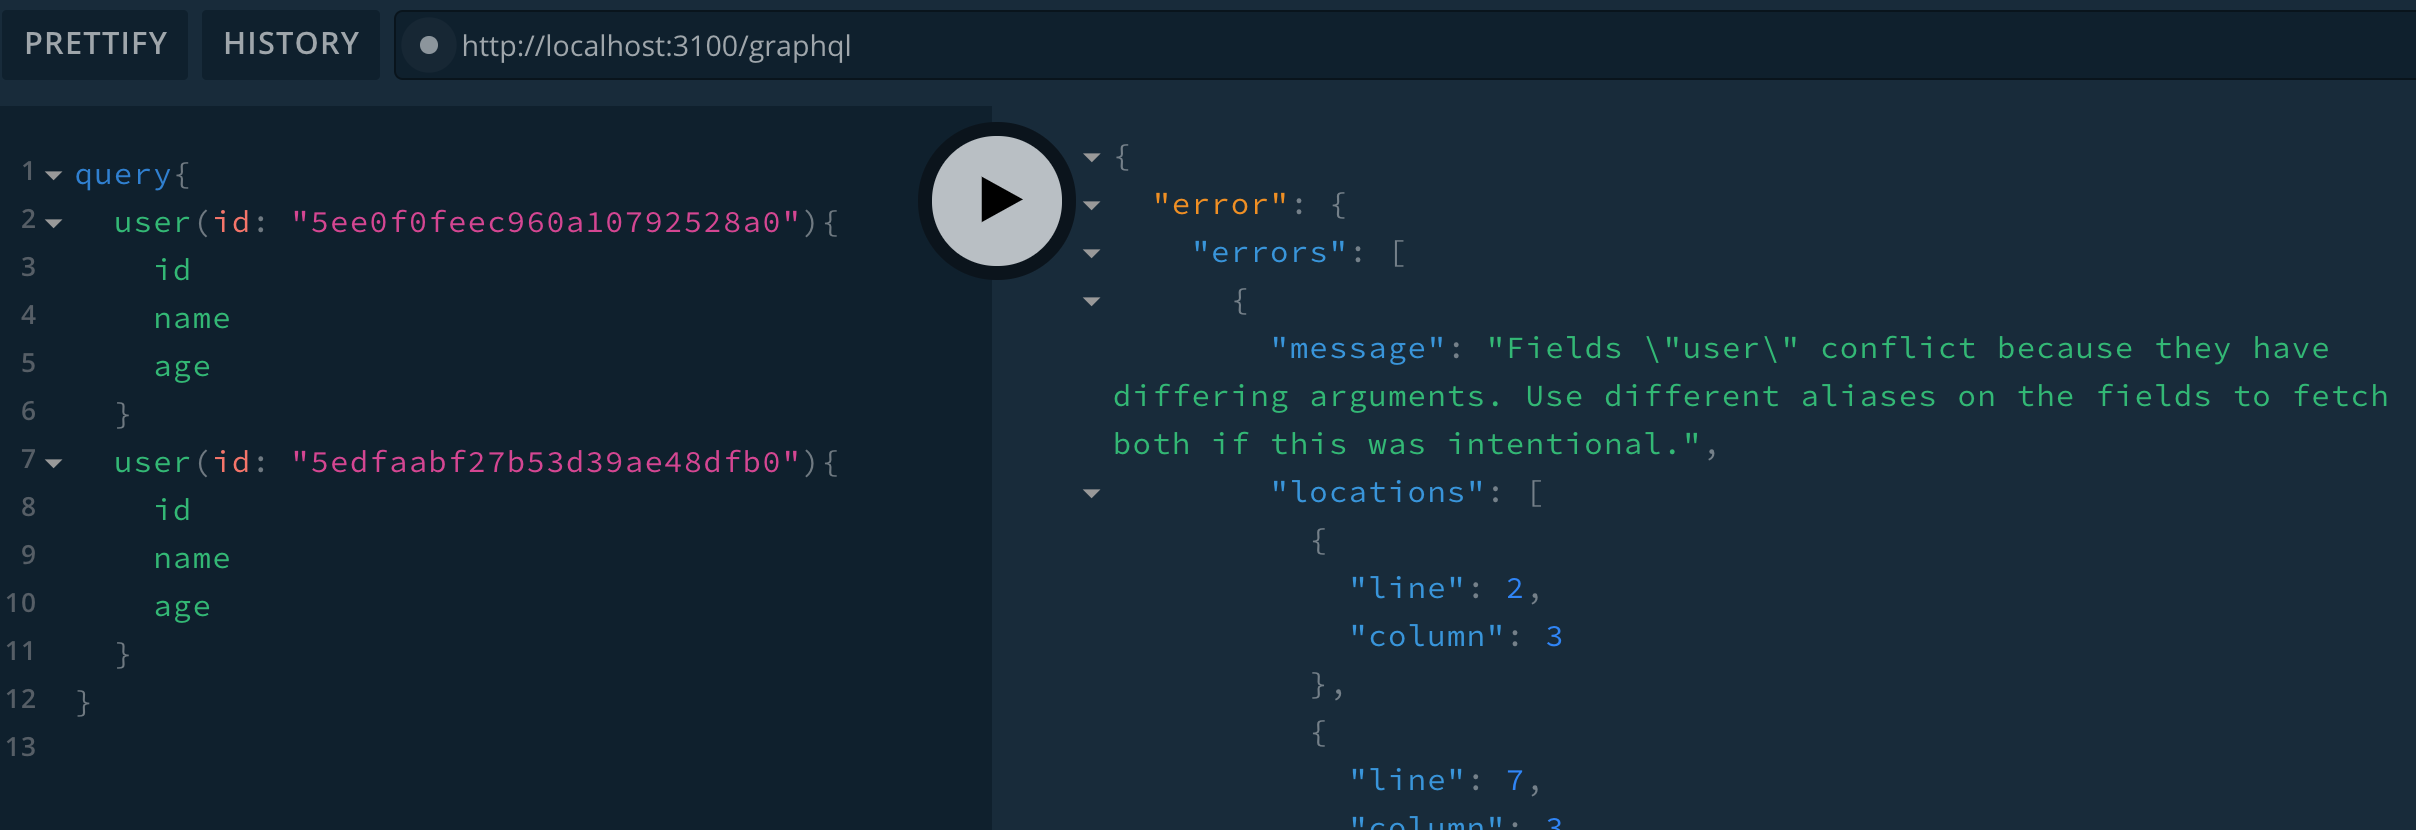 PRETTIFY HISTORY http://localhost:3100/graphql
1 query{
2 user(id: "5ee0f0feec960a10792528a0"){
3 id
4 name
5 age
6 }
7 user(id: "5edfaabf27b53d39ae48dfb0"){
8 id
9 name
10 age
11 }
12 }
13
{
"error": {
"errors": [
{
"message": "Fields \"user\" conflict because they have
differing arguments. Use different aliases on the fields to fetch
both if this was intentional.",
"locations": [
{
"line": 2,
"column": 3
},
{
"line": 7,
"column": 3